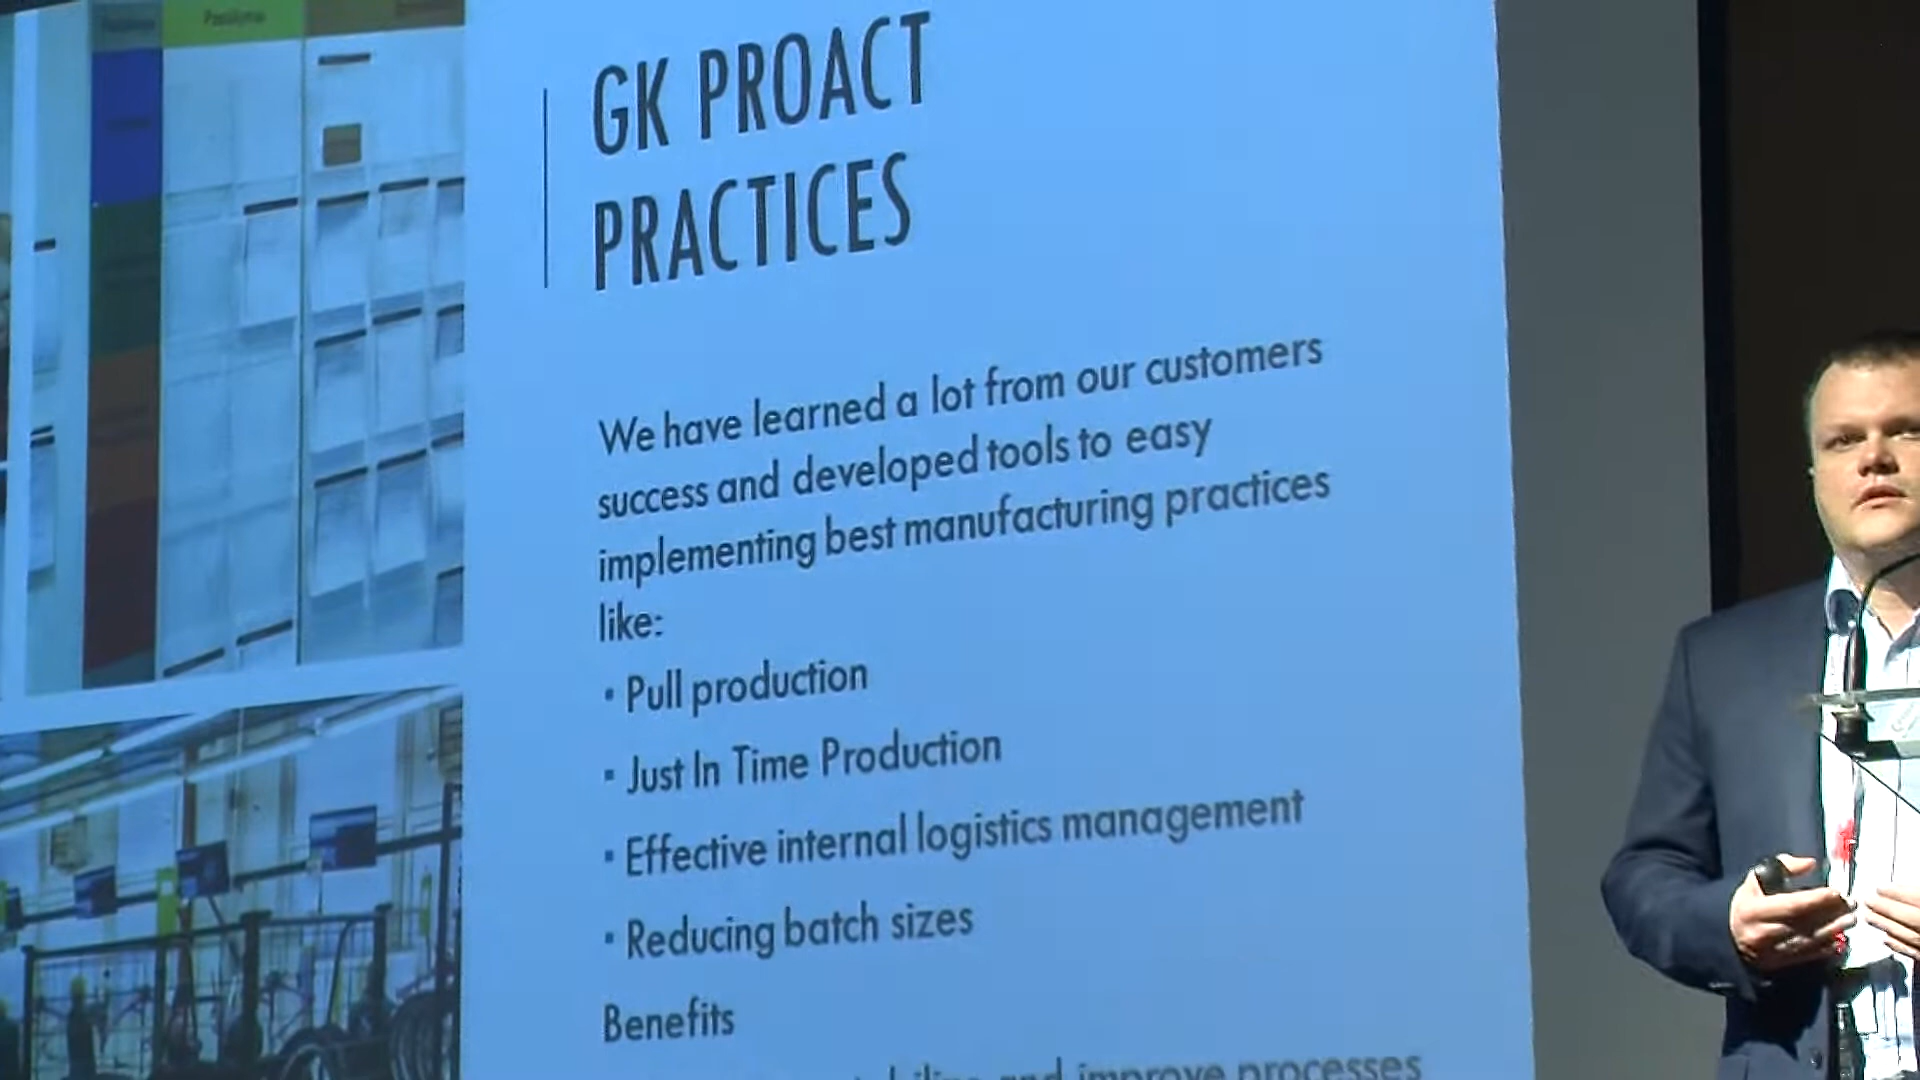 GK PROACT
PRACTICES
We have learned a lot from our customers
success and developed tools to easy
implementing best manufacturing practices
like:
▪ Pull production
▪ Just In Time Production
▪ Effective internal logistics management
▪ Reducing batch sizes
Benefits
and improve processes